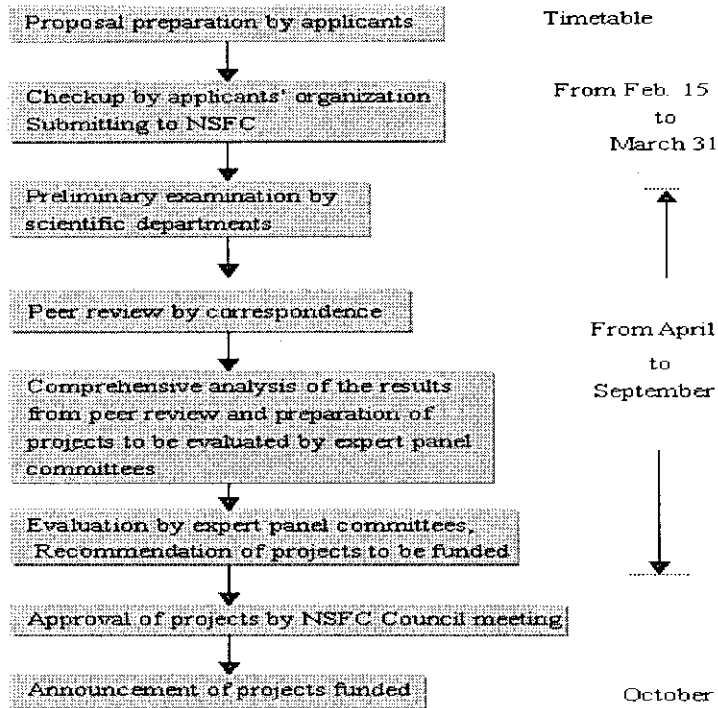 Proposal preparation by applicants
Timetable
Checkup by applicants' organization
Submitting to NSFC
From Feb. 15
to
March 31
Preliminary examination by
scientific departments
Peer review by correspondence
From April
to
September
Comprehensive analysis of the results
from peer review and preparation of
projects to be evaluated by expert panel
committees
Evaluation by expert panel committees,
Recommendation of projects to be funded
Approval of projects by NSFC Council meeting
Announcement of projects funded
October